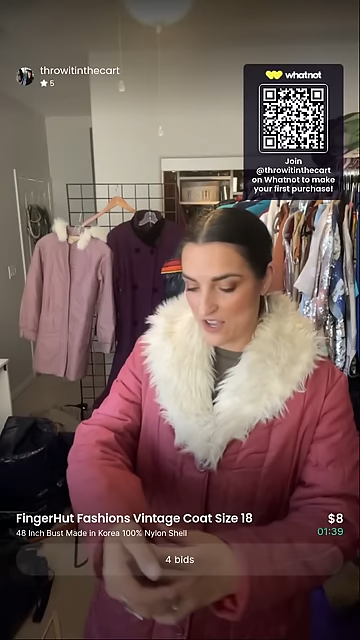 throwitinthecart
★ 5
whatnot
Join
@throwitinthecart
on Whatnot to make
your first purchase!
FingerHut Fashions Vintage Coat Size 18
$8
48 Inch Bust Made in Korea 100% Nylon Shell
01:39
4 bids